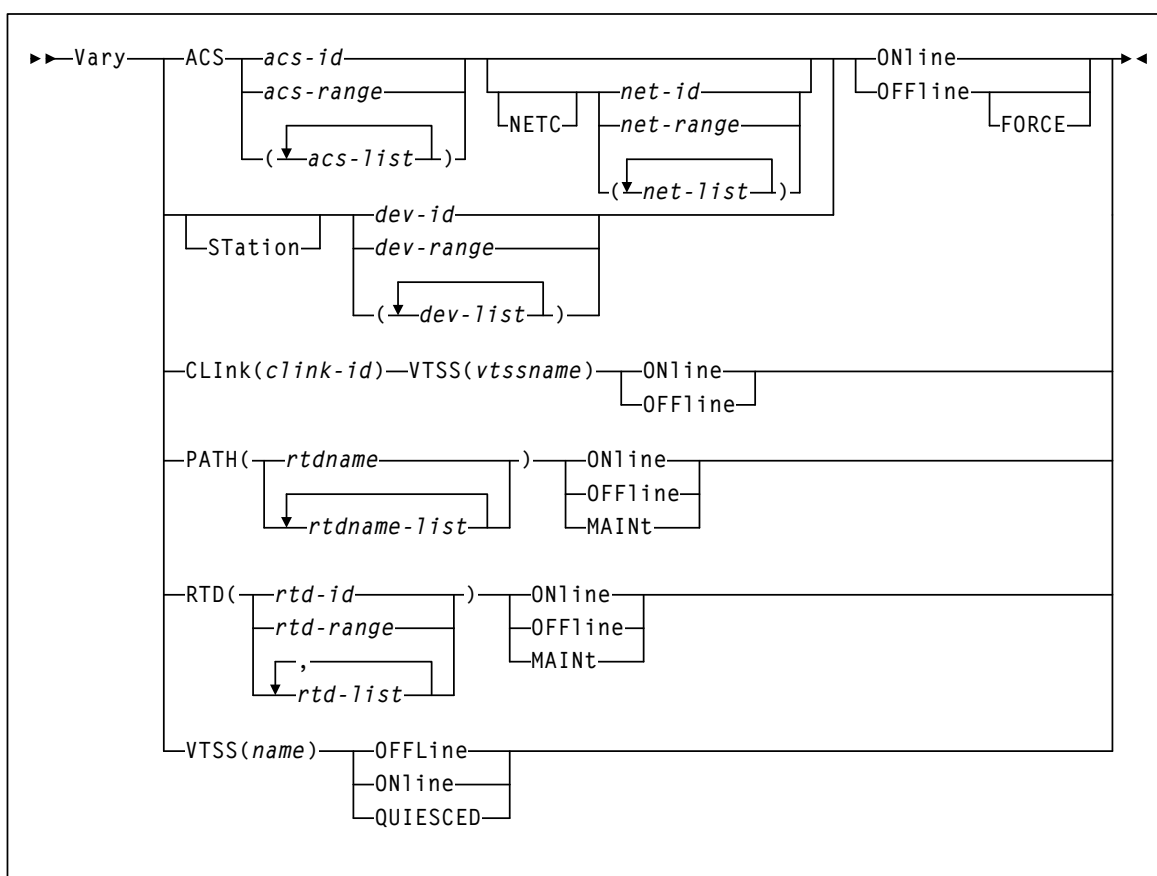 Vary ACS acs-id ONline
acs-range net-id OFFline
NETC net-range FORCE
(acs-list)
(net-list)
dev-id
STation dev-range
(dev-list)
CLInk(clink-id) VTSS(vtssname) ONline
OFFline
PATH( rtdname ) ONline
OFFline
rtdname-list MAINt
RTD( rtd-id ) ONline
rtd-range OFFline
, MAINt
rtd-list
VTSS(name) OFFLine
ONline
QUIESCED